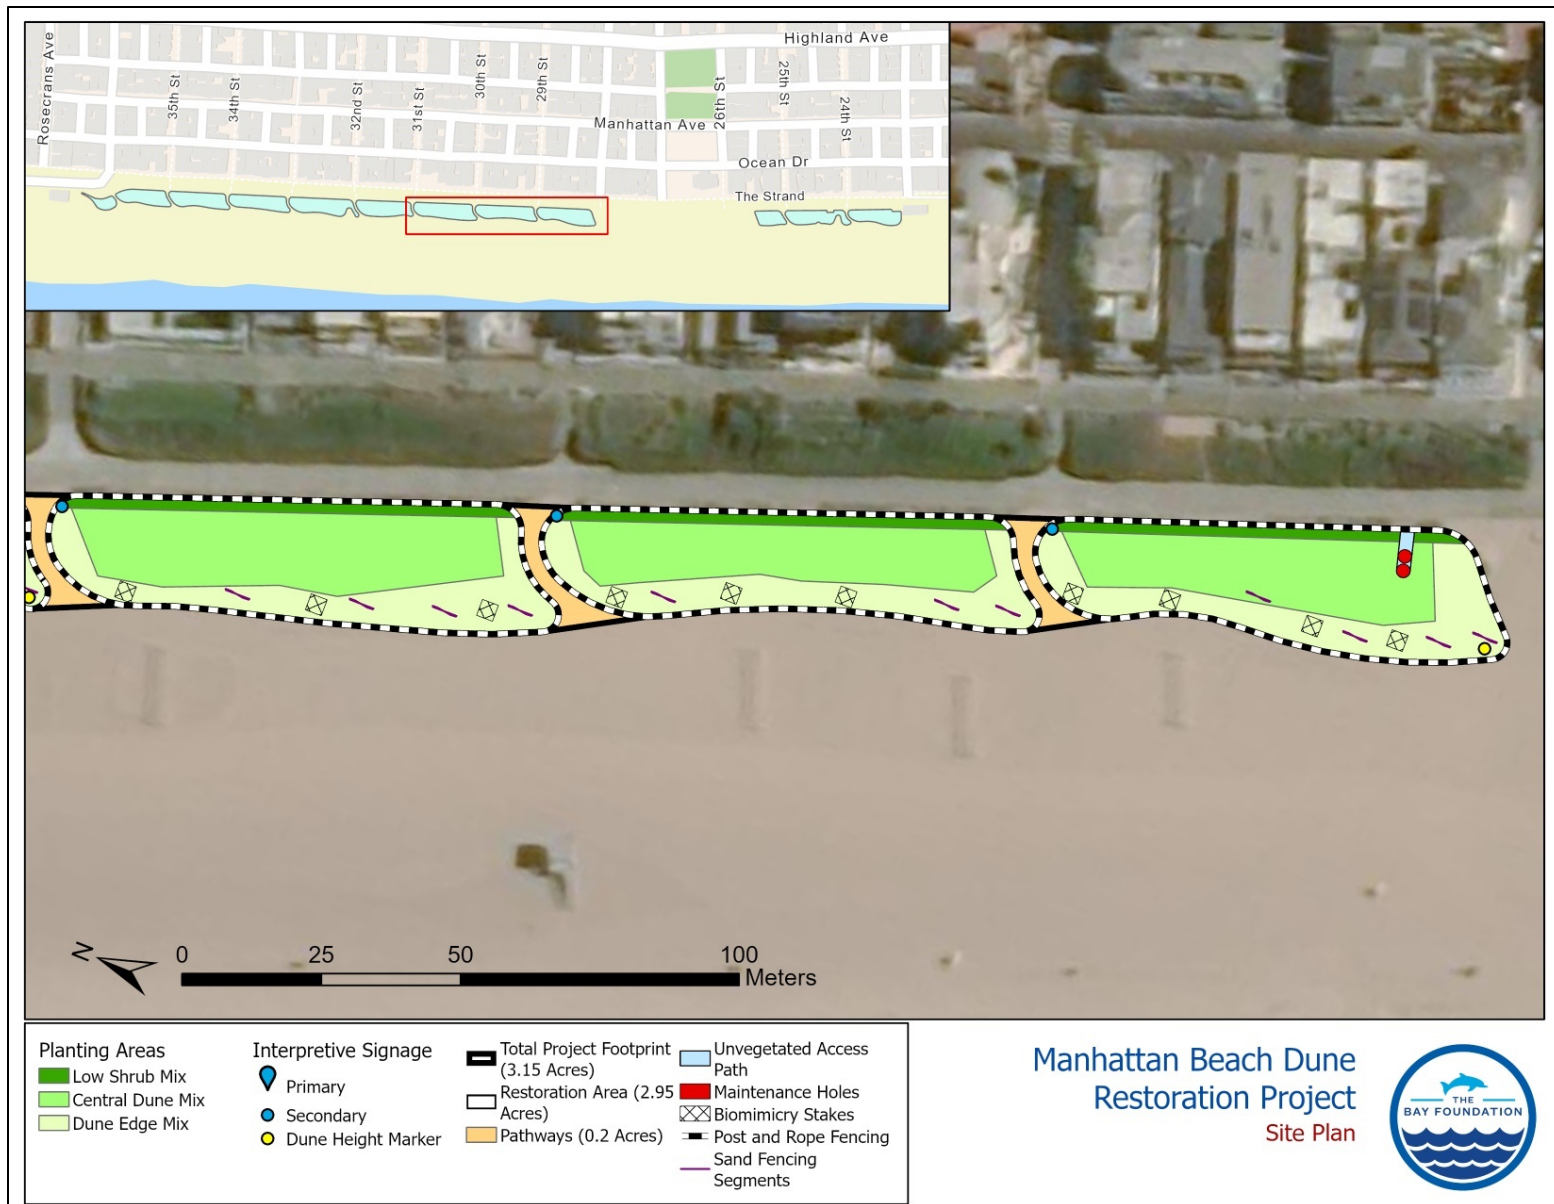 Highland Ave
Rosecrans Ave
35th St
34th St
32nd St
31st St
30th St
29th St
26th St
25th St
24th St
Manhattan Ave
Ocean Dr
The Strand
N
0 25 50 100
Meters
Planting Areas
Low Shrub Mix
Central Dune Mix
Dune Edge Mix
Interpretive Signage
Primary
Secondary
Dune Height Marker
Total Project Footprint
(3.15 Acres)
Restoration Area (2.95
Acres)
Pathways (0.2 Acres)
Unvegetated Access
Path
Maintenance Holes
Biomimicry Stakes
Post and Rope Fencing
Sand Fencing
Segments
Manhattan Beach Dune
Restoration Project
Site Plan
THE
BAY FOUNDATION